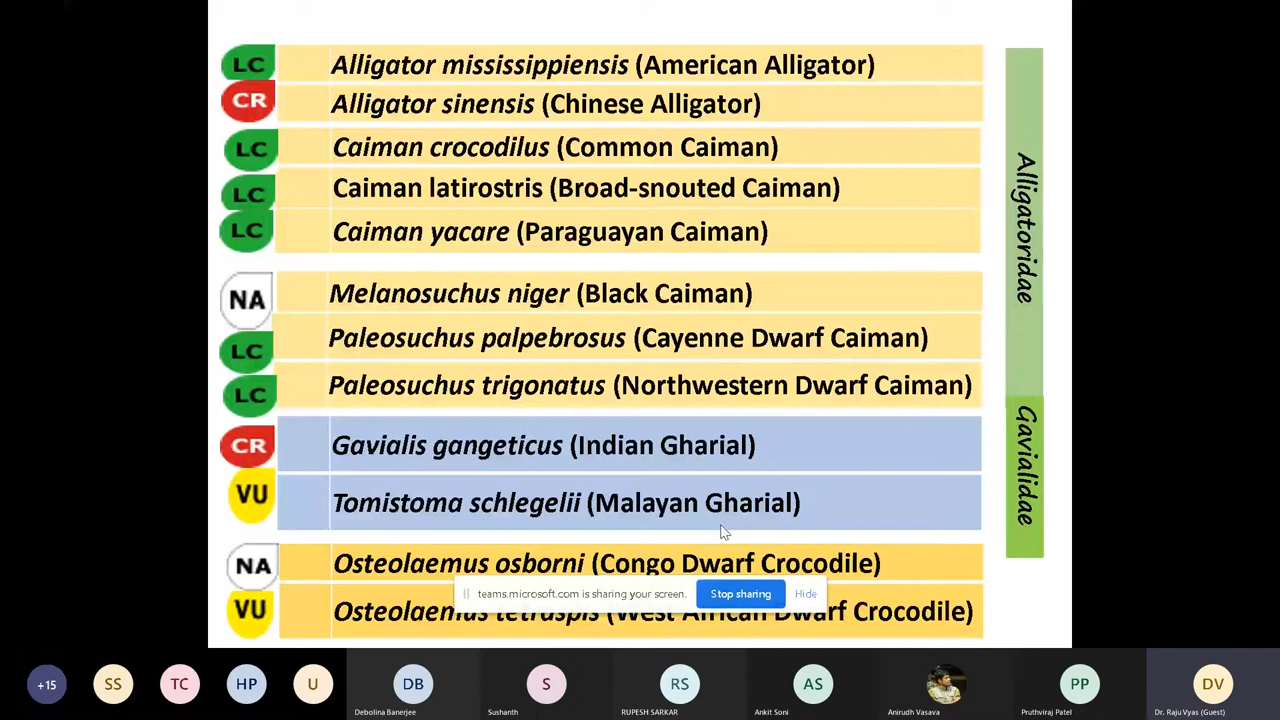 LC Alligator mississippiensis (American Alligator)
CR Alligator sinensis (Chinese Alligator)
LC Caiman crocodilus (Common Caiman)
LC Caiman latirostris (Broad-snouted Caiman)
LC Caiman yacare (Paraguayan Caiman)
Alligatoridae
NA Melanosuchus niger (Black Caiman)
LC Paleosuchus palpebrosus (Cayenne Dwarf Caiman)
LC Paleosuchus trigonatus (Northwestern Dwarf Caiman)
CR Gavialis gangeticus (Indian Gharial)
VU Tomistoma schlegelii (Malayan Gharial)
Gavialidae
NA Osteolaemus osborni (Congo Dwarf Crocodile)
teams.microsoft.com is sharing your screen. Stop sharing Hide
VU Osteolaemus tetraspis (West African Dwarf Crocodile)
+15 SS TC HP U DB S RS AS PP DV
Debolina Banerjee Sushanth RUPESH SARKAR Ankit Soni Anirudh Vasava Pruthviraj Patel Dr. Raju Vyas (Guest)